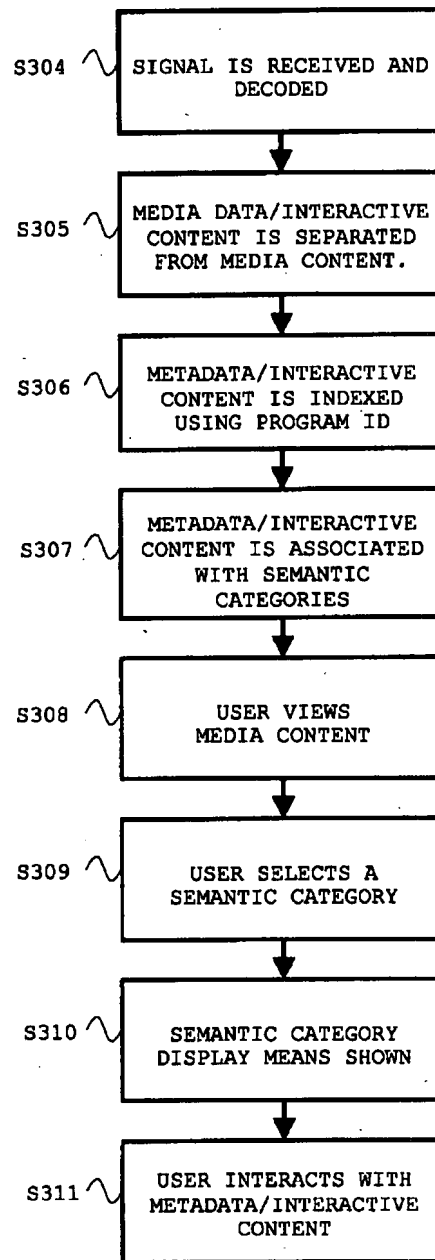 S304
SIGNAL IS RECEIVED AND
DECODED
S305
MEDIA DATA/INTERACTIVE
CONTENT IS SEPARATED
FROM MEDIA CONTENT.
S306
METADATA/INTERACTIVE
CONTENT IS INDEXED
USING PROGRAM ID
S307
METADATA/INTERACTIVE
CONTENT IS ASSOCIATED
WITH SEMANTIC
CATEGORIES
S308
USER VIEWS
MEDIA CONTENT
S309
USER SELECTS A
SEMANTIC CATEGORY
S310
SEMANTIC CATEGORY
DISPLAY MEANS SHOWN
S311
USER INTERACTS WITH
METADATA/INTERACTIVE
CONTENT